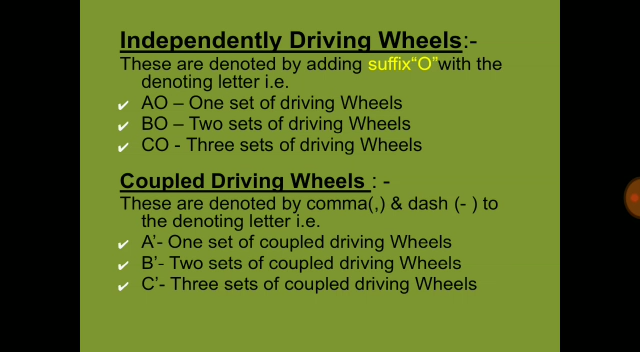 Independently Driving Wheels:-
These are denoted by adding suffix“O”with the
denoting letter i.e.
AO – One set of driving Wheels
BO – Two sets of driving Wheels
CO - Three sets of driving Wheels
Coupled Driving Wheels : -
These are denoted by comma(,) & dash (- ) to
the denoting letter i.e.
A’- One set of coupled driving Wheels
B’- Two sets of coupled driving Wheels
C’- Three sets of coupled driving Wheels